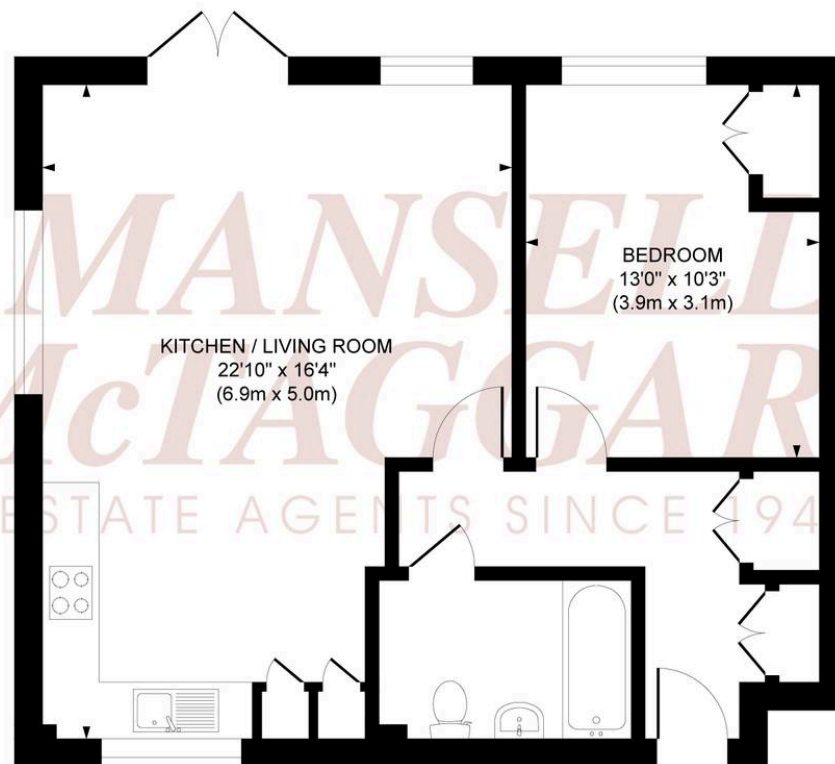 MANSELL
McTAGGAR
ESTATE AGENTS SINCE 194
KITCHEN / LIVING ROOM
22'10" x 16'4"
(6.9m x 5.0m)
BEDROOM
13'0" x 10'3"
(3.9m x 3.1m)